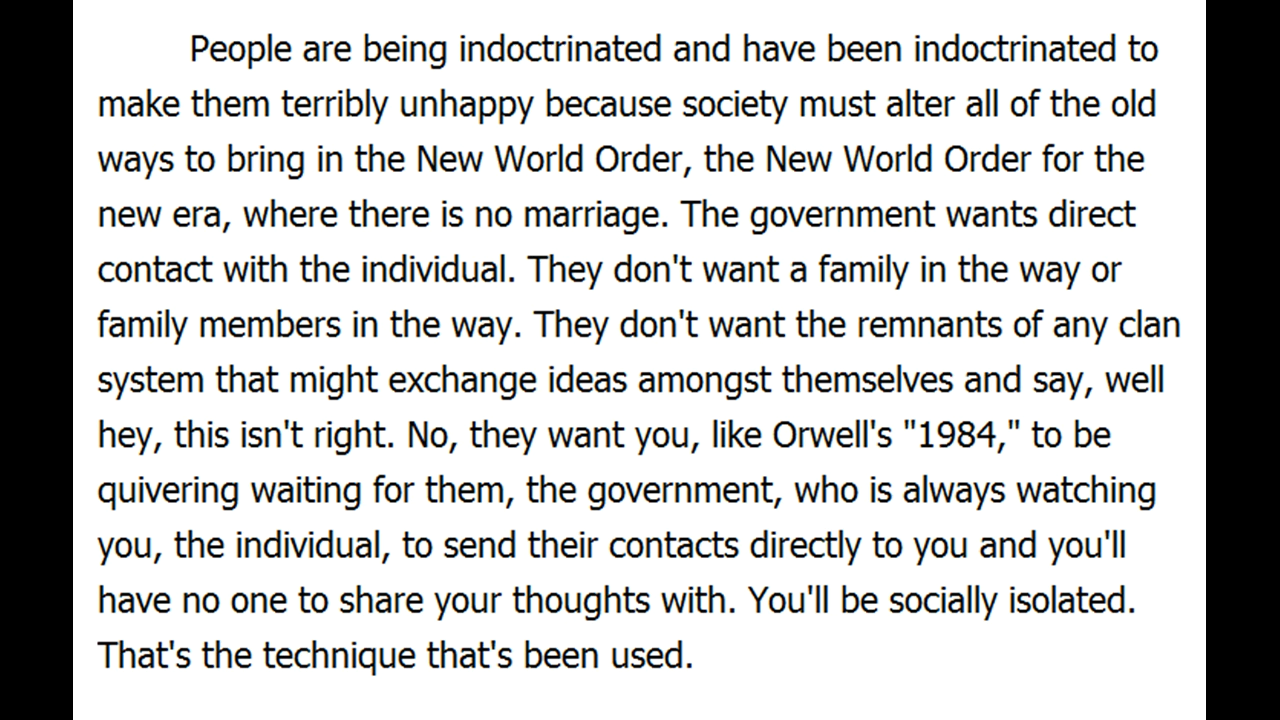 People are being indoctrinated and have been indoctrinated to
make them terribly unhappy because society must alter all of the old
ways to bring in the New World Order, the New World Order for the
new era, where there is no marriage. The government wants direct
contact with the individual. They don't want a family in the way or
family members in the way. They don't want the remnants of any clan
system that might exchange ideas amongst themselves and say, well
hey, this isn't right. No, they want you, like Orwell's "1984," to be
quivering waiting for them, the government, who is always watching
you, the individual, to send their contacts directly to you and you'll
have no one to share your thoughts with. You'll be socially isolated.
That's the technique that's been used.